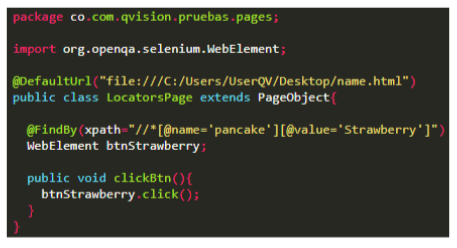 package co.com.qvision.pruebas.pages;
import org.openqa.selenium.WebElement;
@DefaultUrl("file:///C:/Users/UserQV/Desktop/name.html")
public class LocatorsPage extends PageObject{
@FindBy(xpath="//*[@name='pancake'][@value='Strawberry']")
WebElement btnStrawberry;
public void clickBtn(){
btnStrawberry.click();
}
}